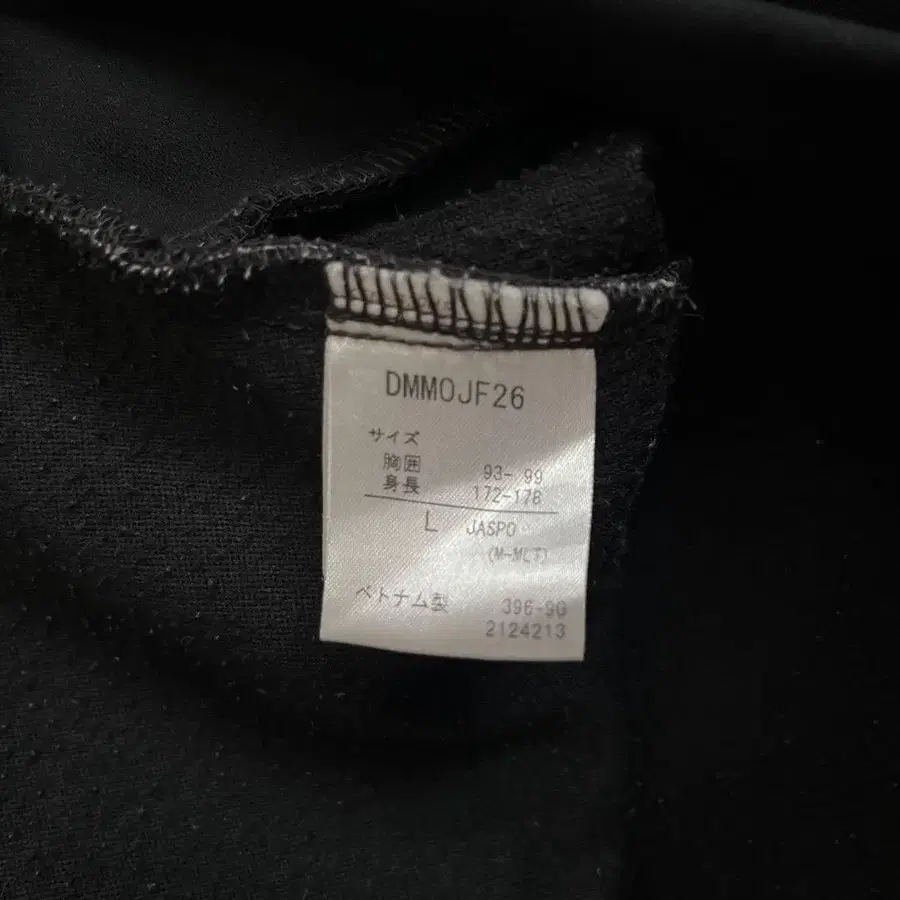 DMMOJF26
サイズ
胸囲 93-99
身長 172-178
L JASPO
(M-MLT)
ベトナム製 396-90
2124213